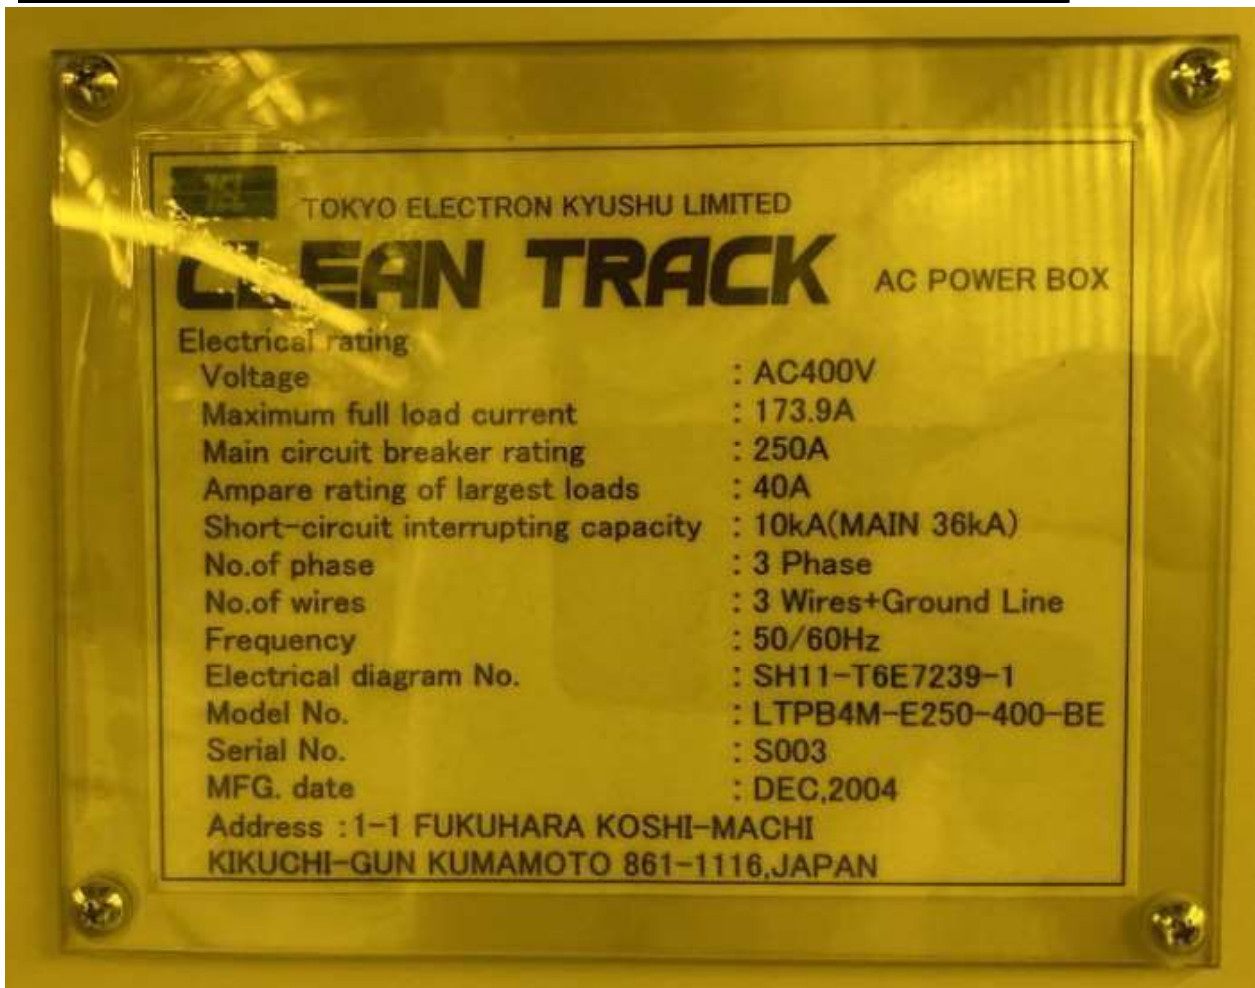 TEL
TOKYO ELECTRON KYUSHU LIMITED
CLEAN TRACK AC POWER BOX
Electrical rating
Voltage : AC400V
Maximum full load current : 173.9A
Main circuit breaker rating : 250A
Ampare rating of largest loads : 40A
Short-circuit interrupting capacity : 10kA(MAIN 36kA)
No.of phase : 3 Phase
No.of wires : 3 Wires+Ground Line
Frequency : 50/60Hz
Electrical diagram No. : SH11-T6E7239-1
Model No. : LTPB4M-E250-400-BE
Serial No. : S003
MFG. date : DEC,2004
Address :1-1 FUKUHARA KOSHI-MACHI
KIKUCHI-GUN KUMAMOTO 861-1116,JAPAN